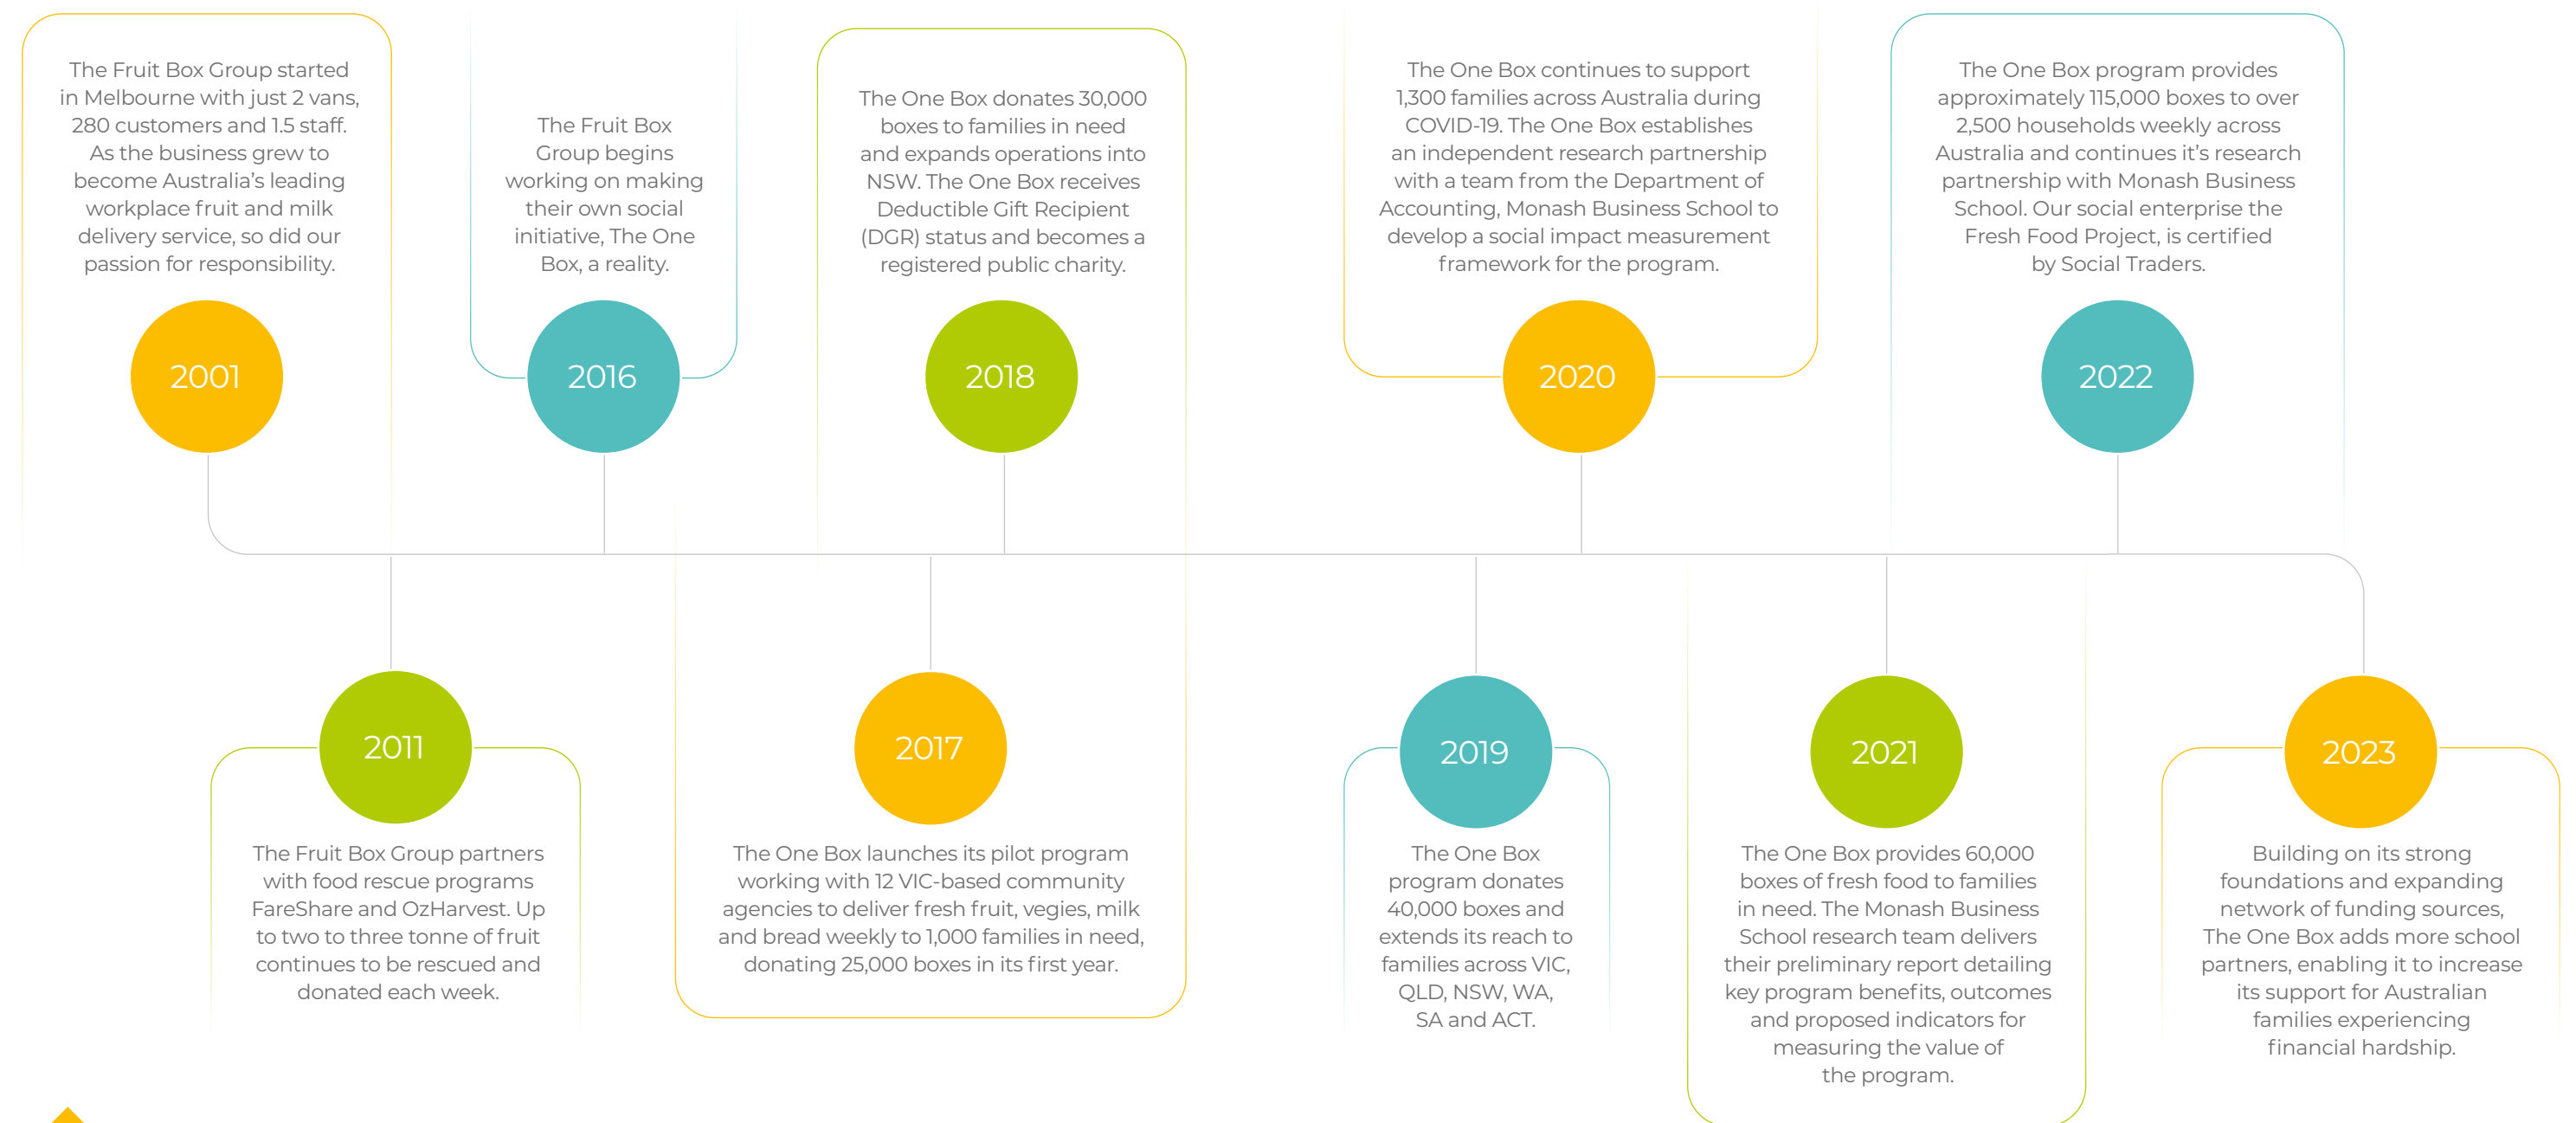 The Fruit Box Group started
in Melbourne with just 2 vans,
280 customers and 1.5 staff.
As the business grew to
become Australia's leading
workplace fruit and milk
delivery service, so did our
passion for responsibility.
2001
The Fruit Box Group partners
with food rescue programs
FareShare and OzHarvest. Up
to two to three tonne of fruit
continues to be rescued and
donated each week.
2011
The Fruit Box
Group begins
working on making
their own social
initiative, The One
Box, a reality.
2016
2017
The One Box launches its pilot program
working with 12 VIC-based community
agencies to deliver fresh fruit, vegies, milk
and bread weekly to 1,000 families in need,
donating 25,000 boxes in its first year.
The One Box donates 30,000
boxes to families in need
and expands operations into
NSW. The One Box receives
Deductible Gift Recipient
(DGR) status and becomes a
registered public charity.
2018
2019
The One Box
program donates
40,000 boxes and
extends its reach to
families across VIC,
QLD, NSW, WA,
SA and ACT.
The One Box continues to support
1,300 families across Australia during
COVID-19. The One Box establishes
an independent research partnership
with a team from the Department of
Accounting, Monash Business School to
develop a social impact measurement
framework for the program.
2020
2021
The One Box provides 60,000
boxes of fresh food to families
in need. The Monash Business
School research team delivers
their preliminary report detailing
key program benefits, outcomes
and proposed indicators for
measuring the value of
the program.
The One Box program provides
approximately 115,000 boxes to over
2,500 households weekly across
Australia and continues it's research
partnership with Monash Business
School. Our social enterprise the
Fresh Food Project, is certified
by Social Traders.
2022
2023
Building on its strong
foundations and expanding
network of funding sources,
The One Box adds more school
partners, enabling it to increase
its support for Australian
families experiencing
financial hardship.